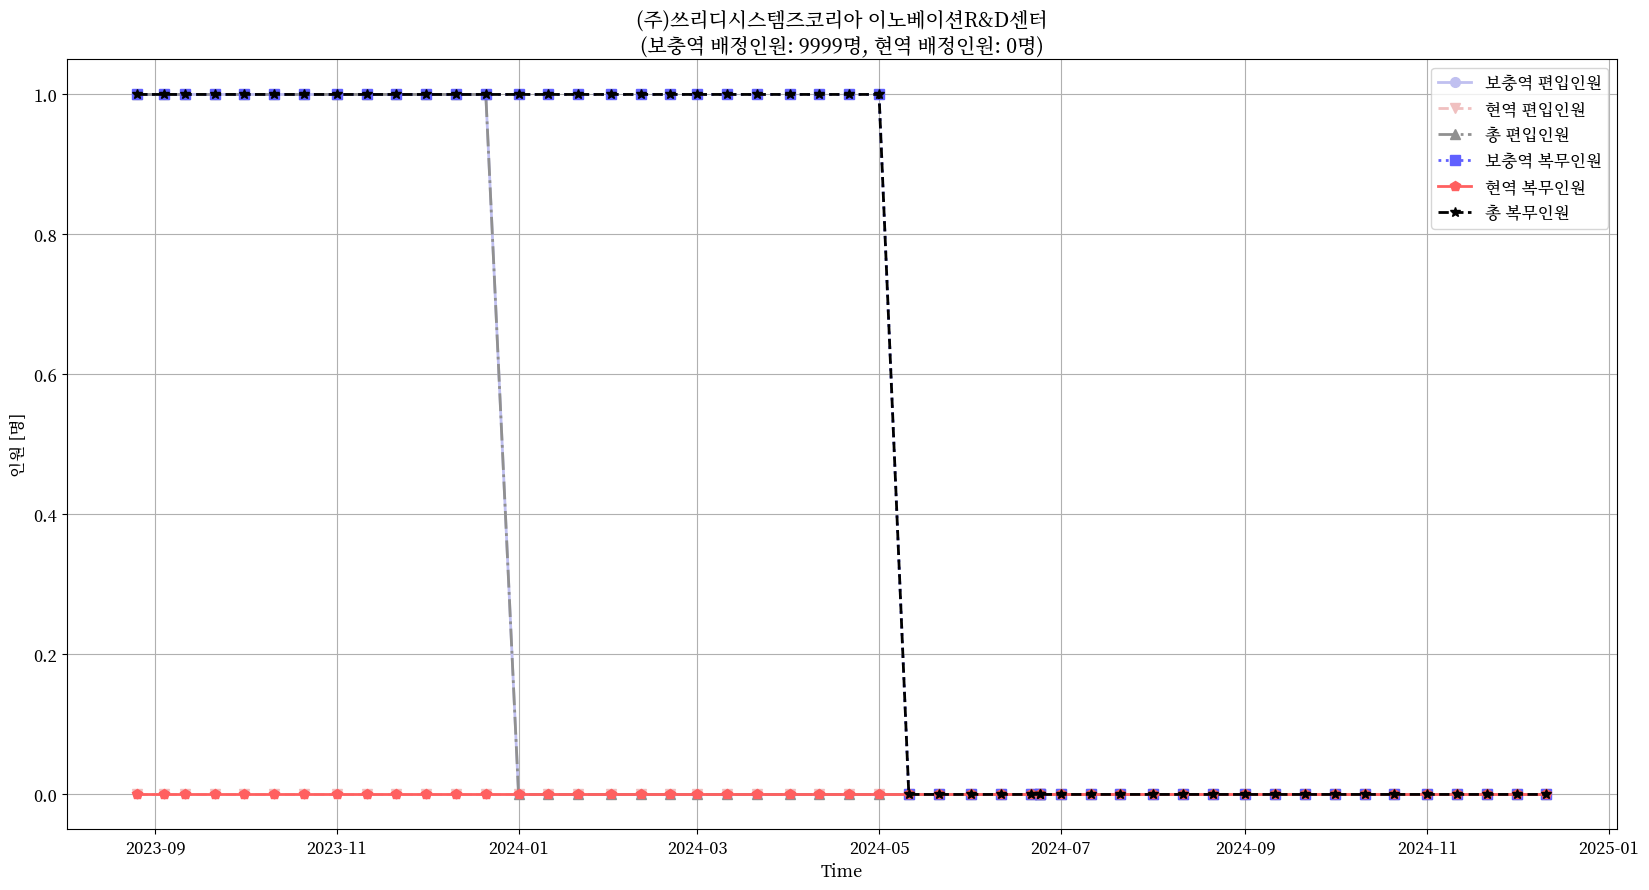 (주)쓰리디시스템즈코리아 이노베이션R&D센터
(보충역 배정인원: 9999명, 현역 배정인원: 0명)
보충역 편입인원
현역 편입인원
총 편입인원
보충역 복무인원
현역 복무인원
총 복무인원
인원 [명]
1.0
0.8
0.6
0.4
0.2
0.0
2023-09
2023-11
2024-01
2024-03
2024-05
2024-07
2024-09
2024-11
2025-01
Time